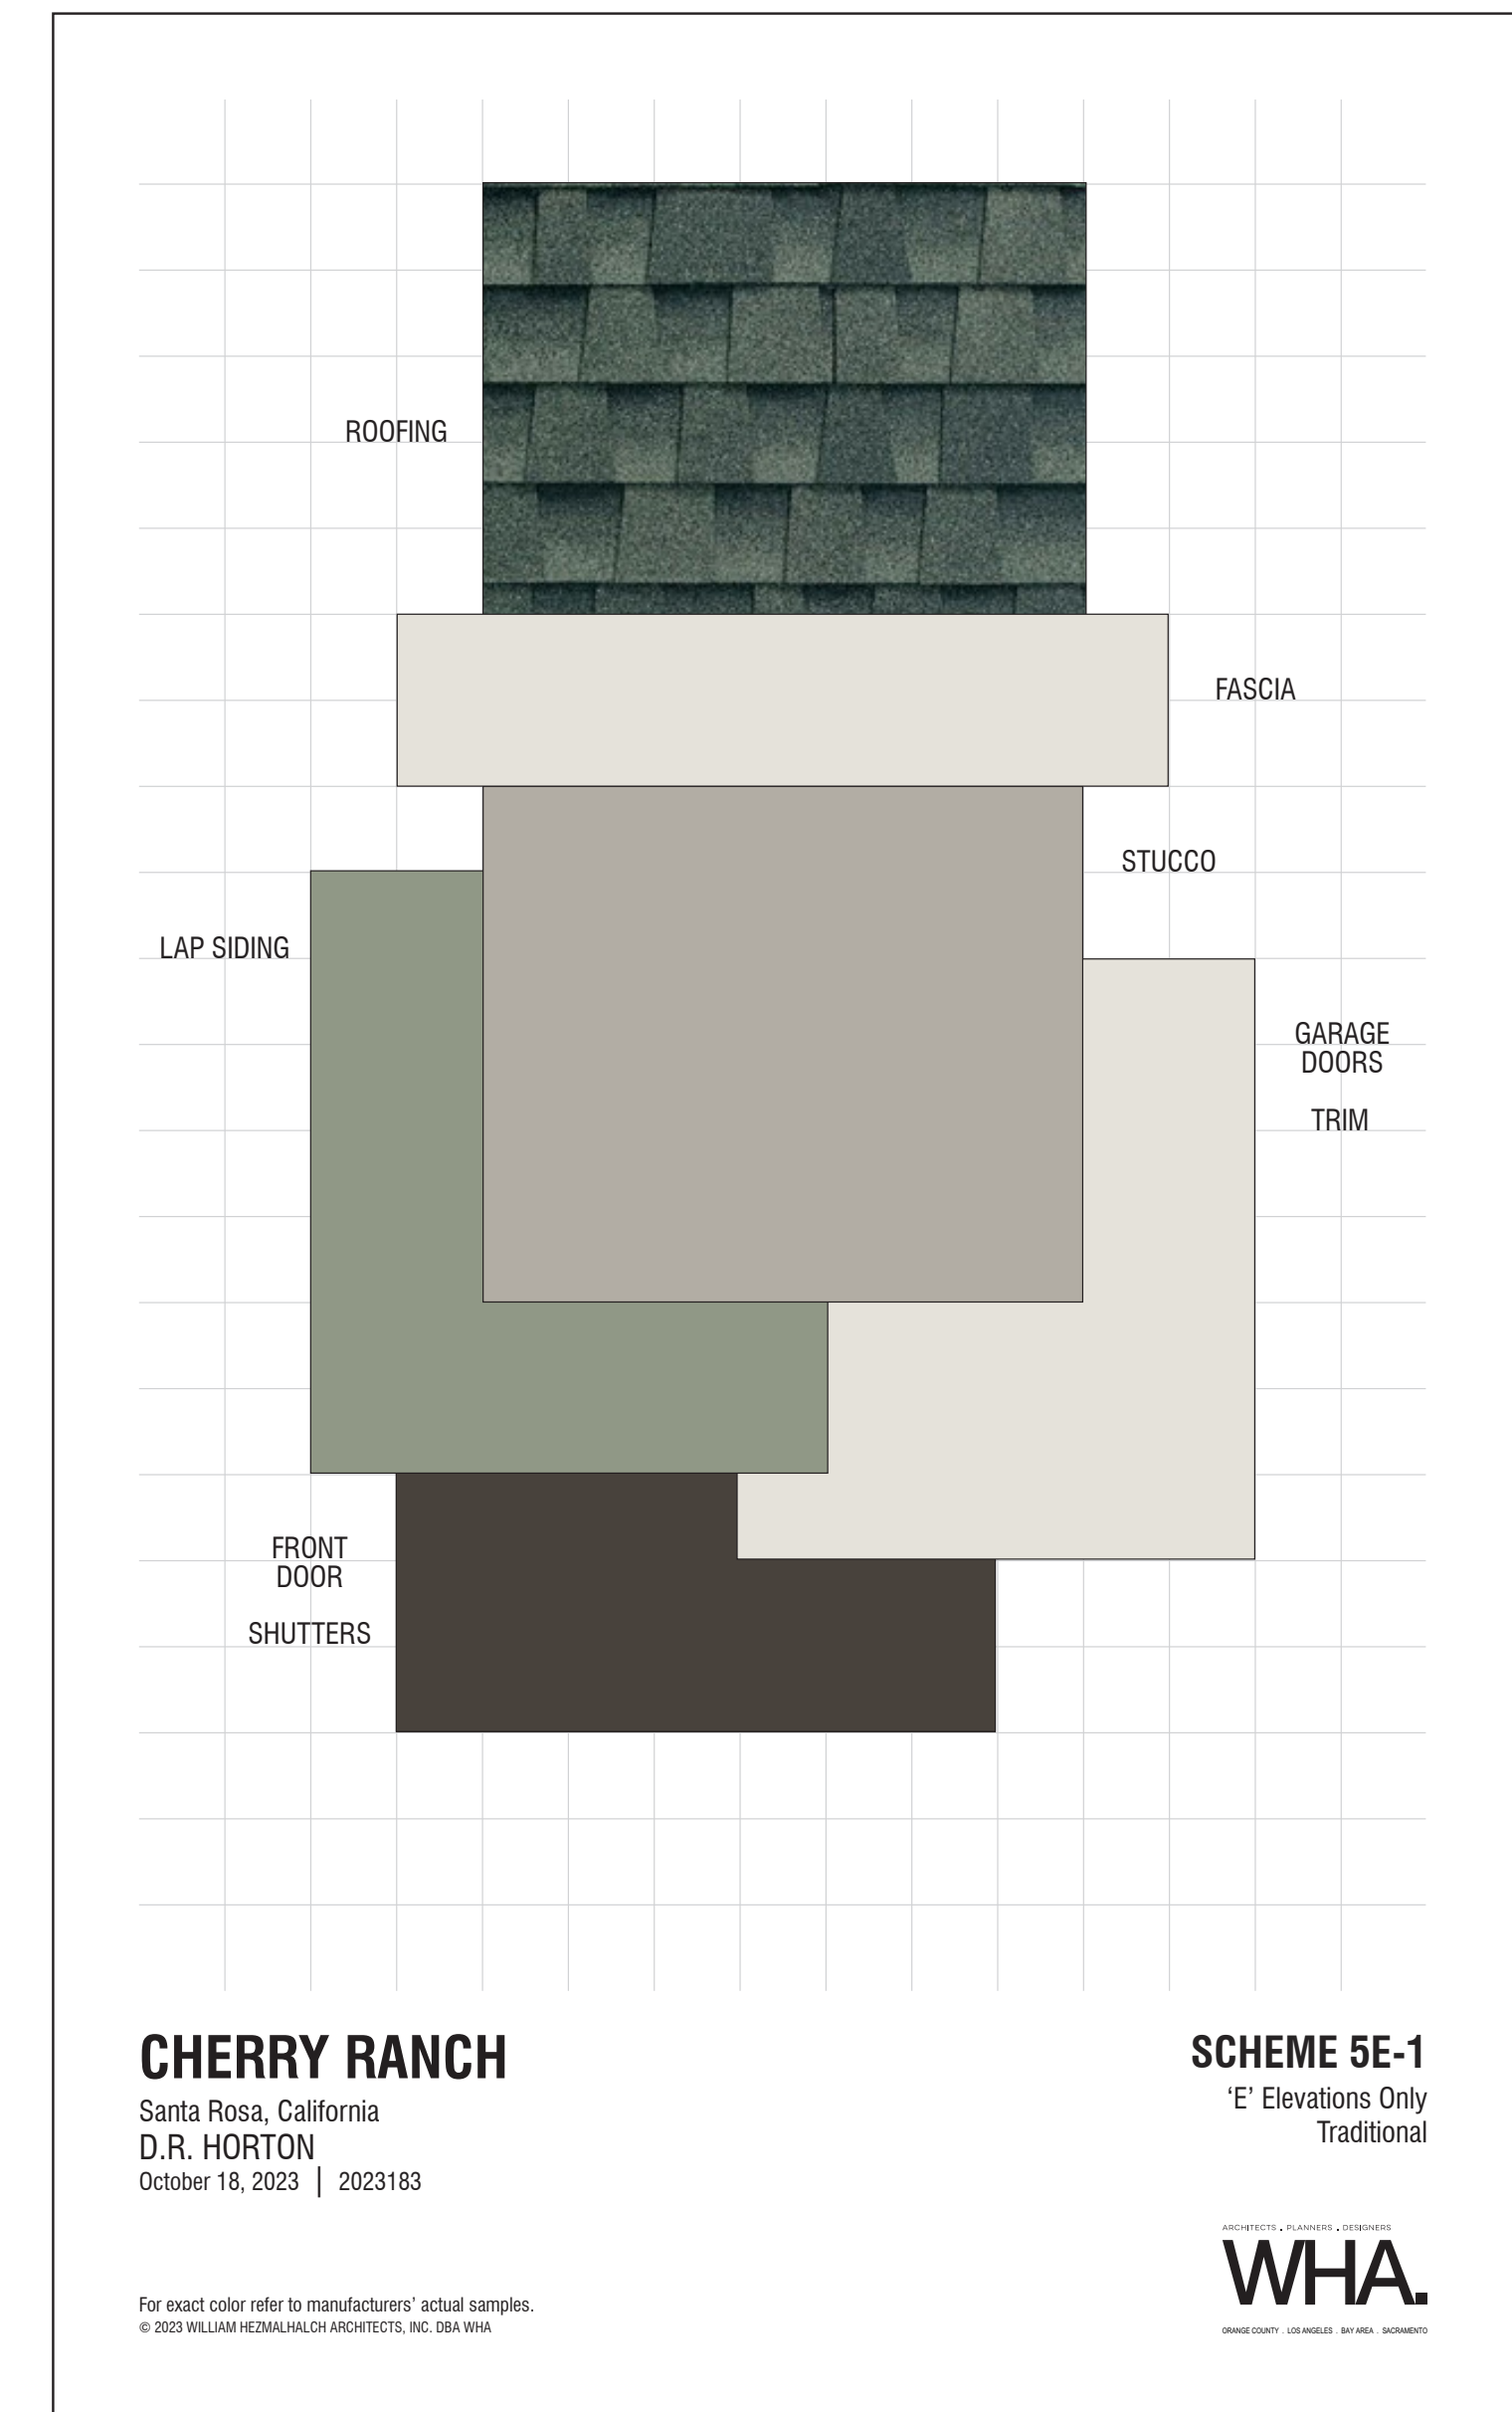 ROOFING
FASCIA
STUCCO
LAP SIDING
GARAGE
DOORS
TRIM
FRONT
DOOR
SHUTTERS
CHERRY RANCH
Santa Rosa, California
D.R. HORTON
October 18, 2023 | 2023183
SCHEME 5E-1
‘E’ Elevations Only
Traditional
ARCHITECTS . PLANNERS . DESIGNERS
WHA.
ORANGE COUNTY . LOS ANGELES . BAY AREA . SACRAMENTO
For exact color refer to manufacturers’ actual samples.
© 2023 WILLIAM HEZMALHALCH ARCHITECTS, INC. DBA WHA